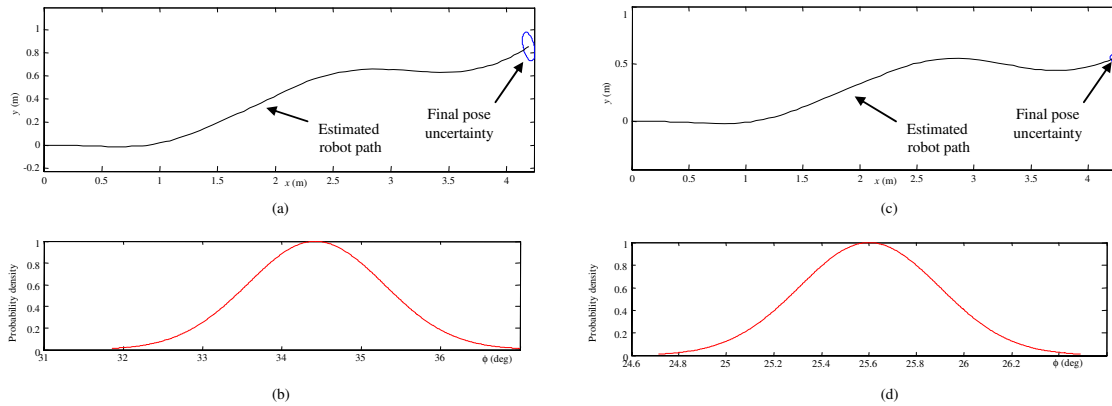 1
0.8
0.6
0.4
0.2
0
-0.2
y (m)
0 0.5 1 1.5 2 2.5 3 3.5 4
x (m)
Estimated
robot path
Final pose
uncertainty
(a)
1
0.5
0
y (m)
0 0.5 1 1.5 2 2.5 3 3.5 4
x (m)
Estimated
robot path
Final pose
uncertainty
(c)
1
0.8
0.6
0.4
0.2
0
Probability density
31 32 33 34 35 36 ϕ (deg)
(b)
1
0.8
0.6
0.4
0.2
0
Probability density
24.6 24.8 25 25.2 25.4 25.6 25.8 26 26.2 ϕ (deg)
(d)